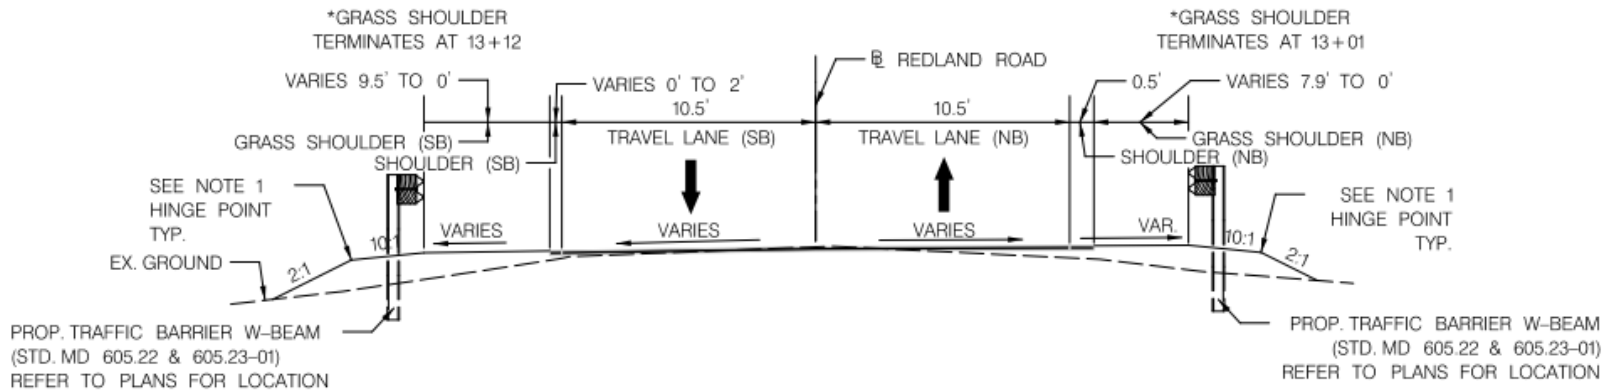 *GRASS SHOULDER
TERMINATES AT 13+12
*GRASS SHOULDER
TERMINATES AT 13+01
VARIES 9.5' TO 0'
VARIES 0' TO 2'
℄ REDLAND ROAD
0.5'
VARIES 7.9' TO 0'
10.5'
10.5'
GRASS SHOULDER (SB)
SHOULDER (SB)
TRAVEL LANE (SB)
TRAVEL LANE (NB)
GRASS SHOULDER (NB)
SHOULDER (NB)
SEE NOTE 1
HINGE POINT
TYP.
SEE NOTE 1
HINGE POINT
TYP.
VARIES
VARIES
VARIES
VAR.
10:1
10:1
2:1
2:1
EX. GROUND
PROP. TRAFFIC BARRIER W-BEAM
(STD. MD 605.22 & 605.23-01)
REFER TO PLANS FOR LOCATION
PROP. TRAFFIC BARRIER W-BEAM
(STD. MD 605.22 & 605.23-01)
REFER TO PLANS FOR LOCATION